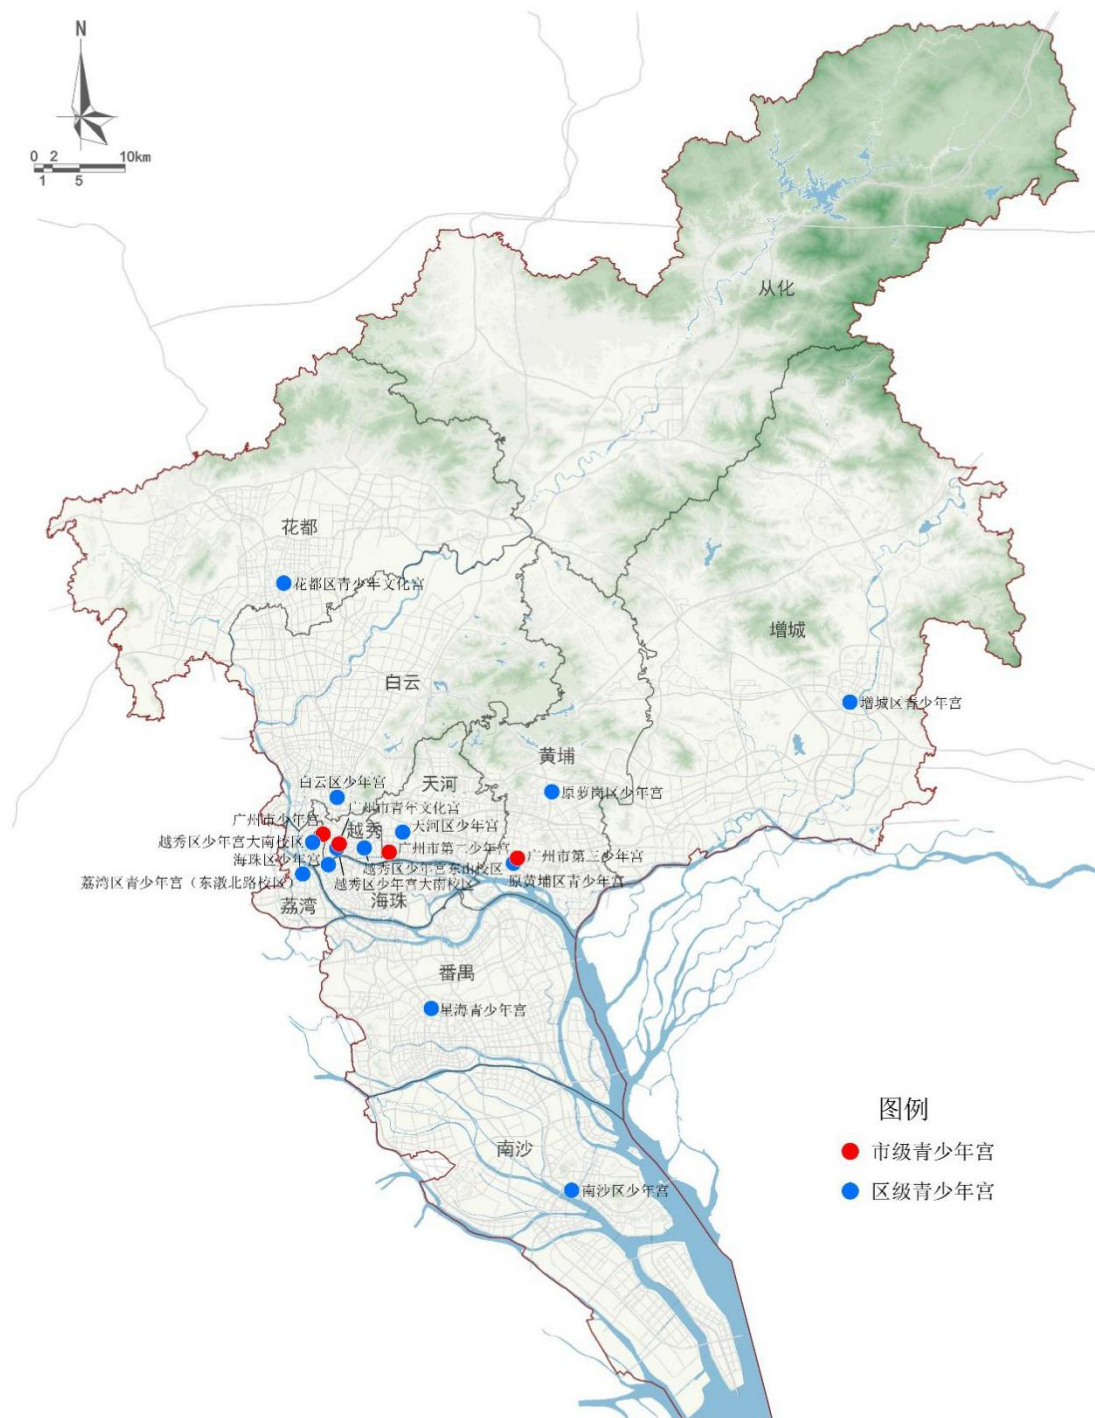 N
0 2 10km
1 5
从化
花都
花都区青少年文化宫
增城
白云
增城区青少年宫
黄埔
天河
白云区少年宫
原萝岗区少年宫
广州市青年文化宫
广州市少年宫
越秀
天河区少年宫
越秀区少年宫大南校区
广州市第二少年宫
广州市第三少年宫
海珠区少年宫
越秀区少年宫东山校区
荔湾区青少年宫（东漖北路校区）
越秀区少年宫大南校区
原黄埔区青少年宫
荔湾
海珠
番禺
星海青少年宫
图例
南沙
市级青少年宫
南沙区少年宫
区级青少年宫